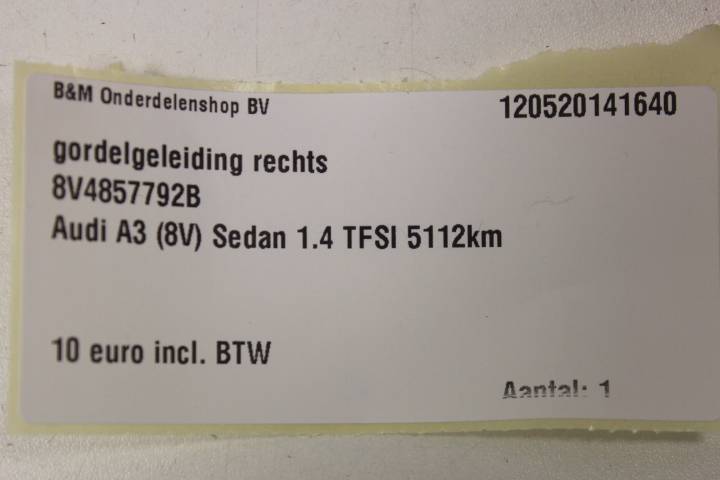 B&M Onderdelenshop BV 120520141640
gordelgeleiding rechts
8V4857792B
Audi A3 (8V) Sedan 1.4 TFSI 5112km
10 euro incl. BTW
Aantal: 1